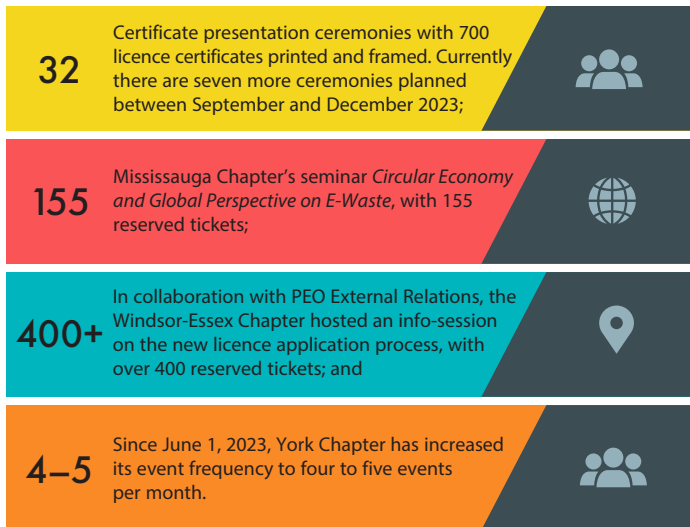 32
Certificate presentation ceremonies with 700
licence certificates printed and framed. Currently
there are seven more ceremonies planned
between September and December 2023;
155
Mississauga Chapter’s seminar Circular Economy
and Global Perspective on E-Waste, with 155
reserved tickets;
400+
In collaboration with PEO External Relations, the
Windsor-Essex Chapter hosted an info-session
on the new licence application process, with
over 400 reserved tickets; and
4–5
Since June 1, 2023, York Chapter has increased
its event frequency to four to five events
per month.